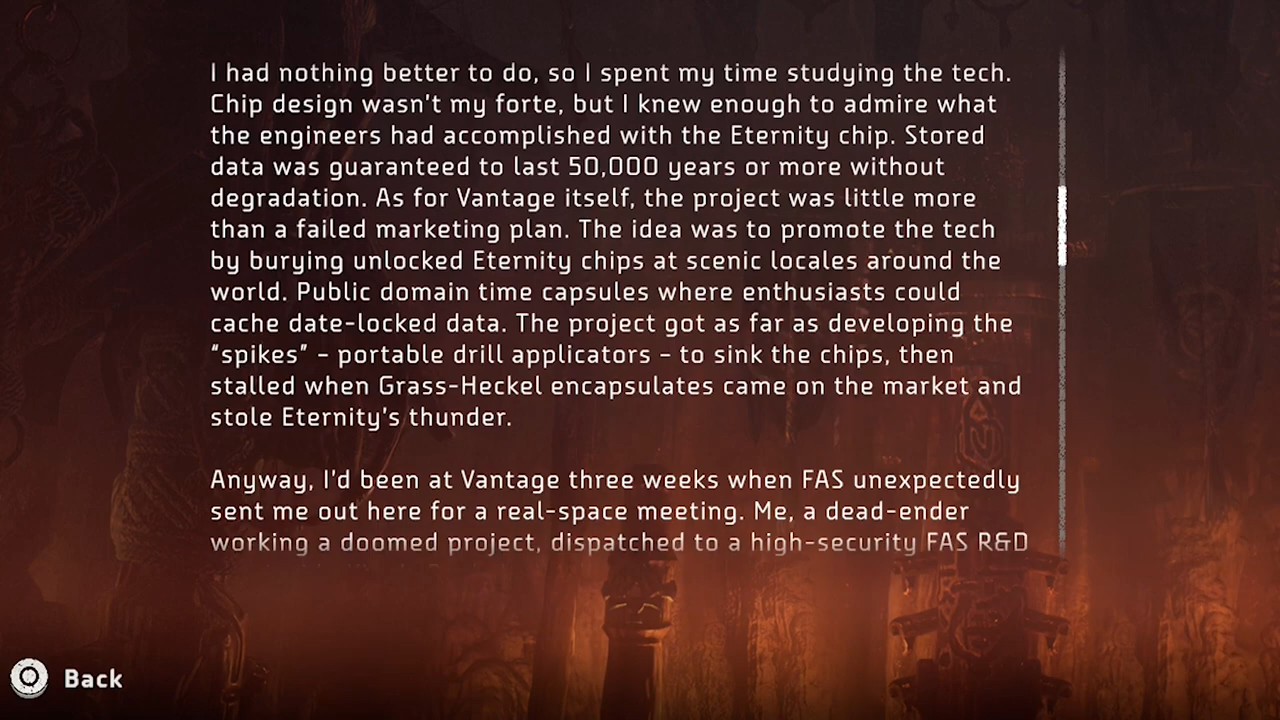 I had nothing better to do, so I spent my time studying the tech.
Chip design wasn't my forte, but I knew enough to admire what
the engineers had accomplished with the Eternity chip. Stored
data was guaranteed to last 50,000 years or more without
degradation. As for Vantage itself, the project was little more
than a failed marketing plan. The idea was to promote the tech
by burying unlocked Eternity chips at scenic locales around the
world. Public domain time capsules where enthusiasts could
cache date-locked data. The project got as far as developing the
“spikes” – portable drill applicators – to sink the chips, then
stalled when Grass-Heckel encapsulates came on the market and
stole Eternity's thunder.

Anyway, I'd been at Vantage three weeks when FAS unexpectedly
sent me out here for a real-space meeting. Me, a dead-ender
working a doomed project, dispatched to a high-security FAS R&D
Back